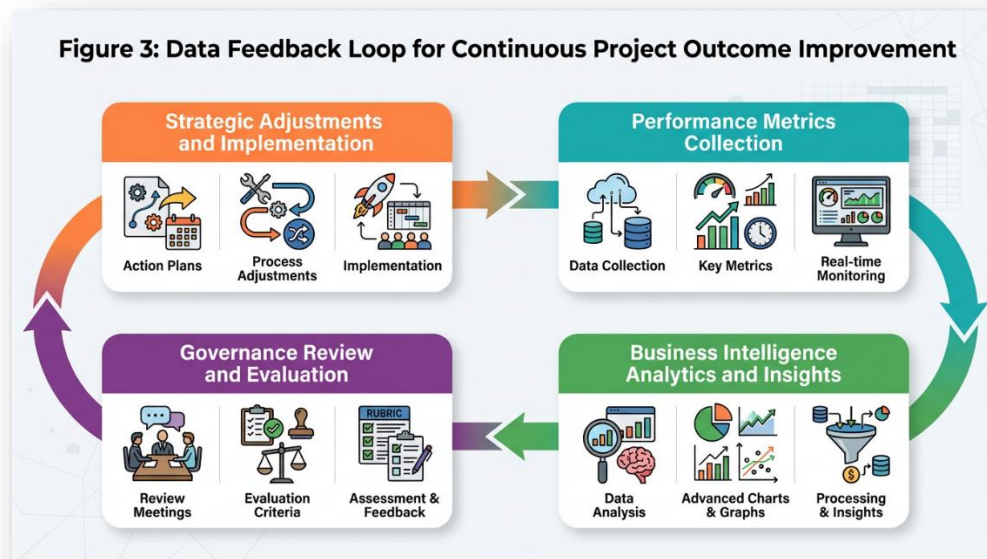 Figure 3: Data Feedback Loop for Continuous Project Outcome Improvement
Strategic Adjustments
and Implementation
Action Plans
Process
Adjustments
Implementation
Performance Metrics
Collection
Data Collection
Key Metrics
Real-time
Monitoring
Governance Review
and Evaluation
RUBRIC
Review
Meetings
Evaluation
Criteria
Assessment &
Feedback
Business Intelligence
Analytics and Insights
$
Data
Analysis
Advanced Charts
& Graphs
Processing
& Insights